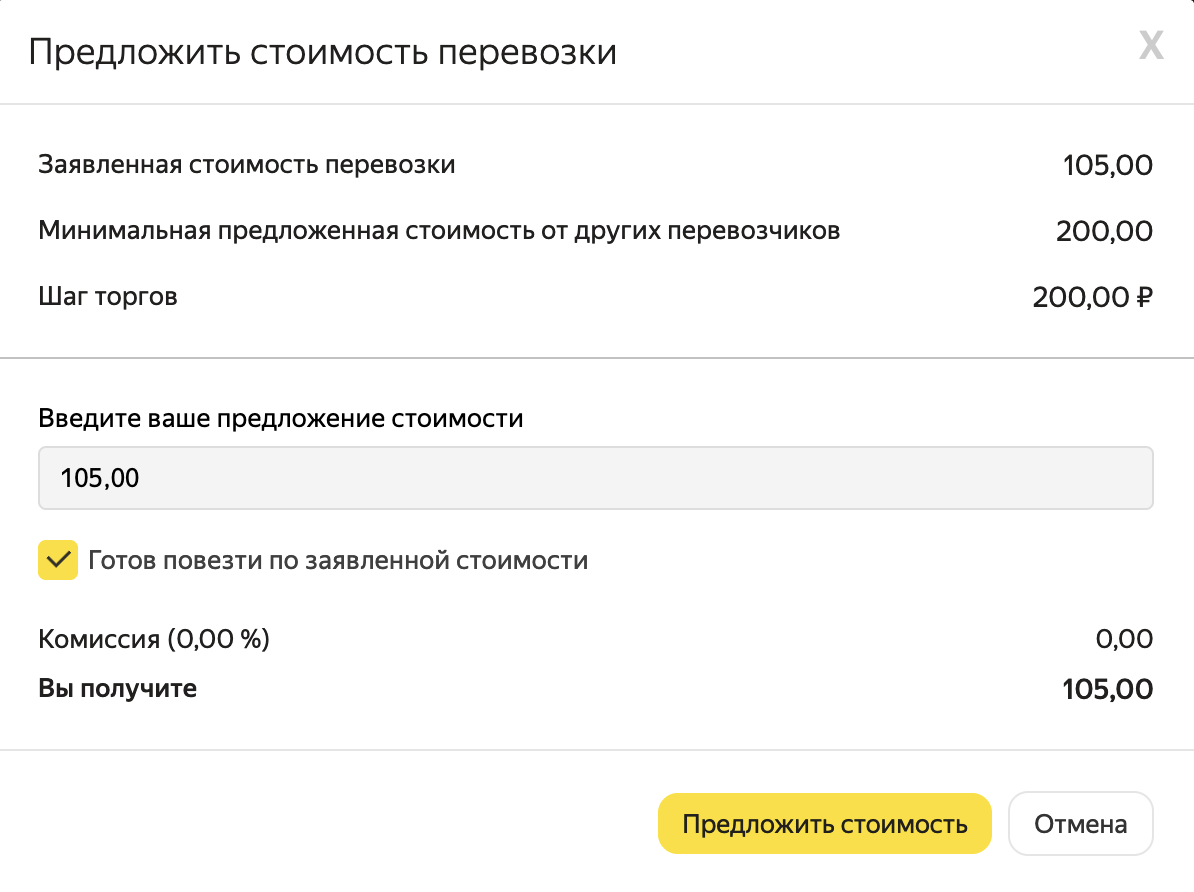 Предложить стоимость перевозки X
Заявленная стоимость перевозки 105,00
Минимальная предложенная стоимость от других перевозчиков 200,00
Шаг торгов 200,00 ₽
Введите ваше предложение стоимости
105,00
Готов повезти по заявленной стоимости
Комиссия (0,00 %) 0,00
Вы получите 105,00
Предложить стоимость Отмена